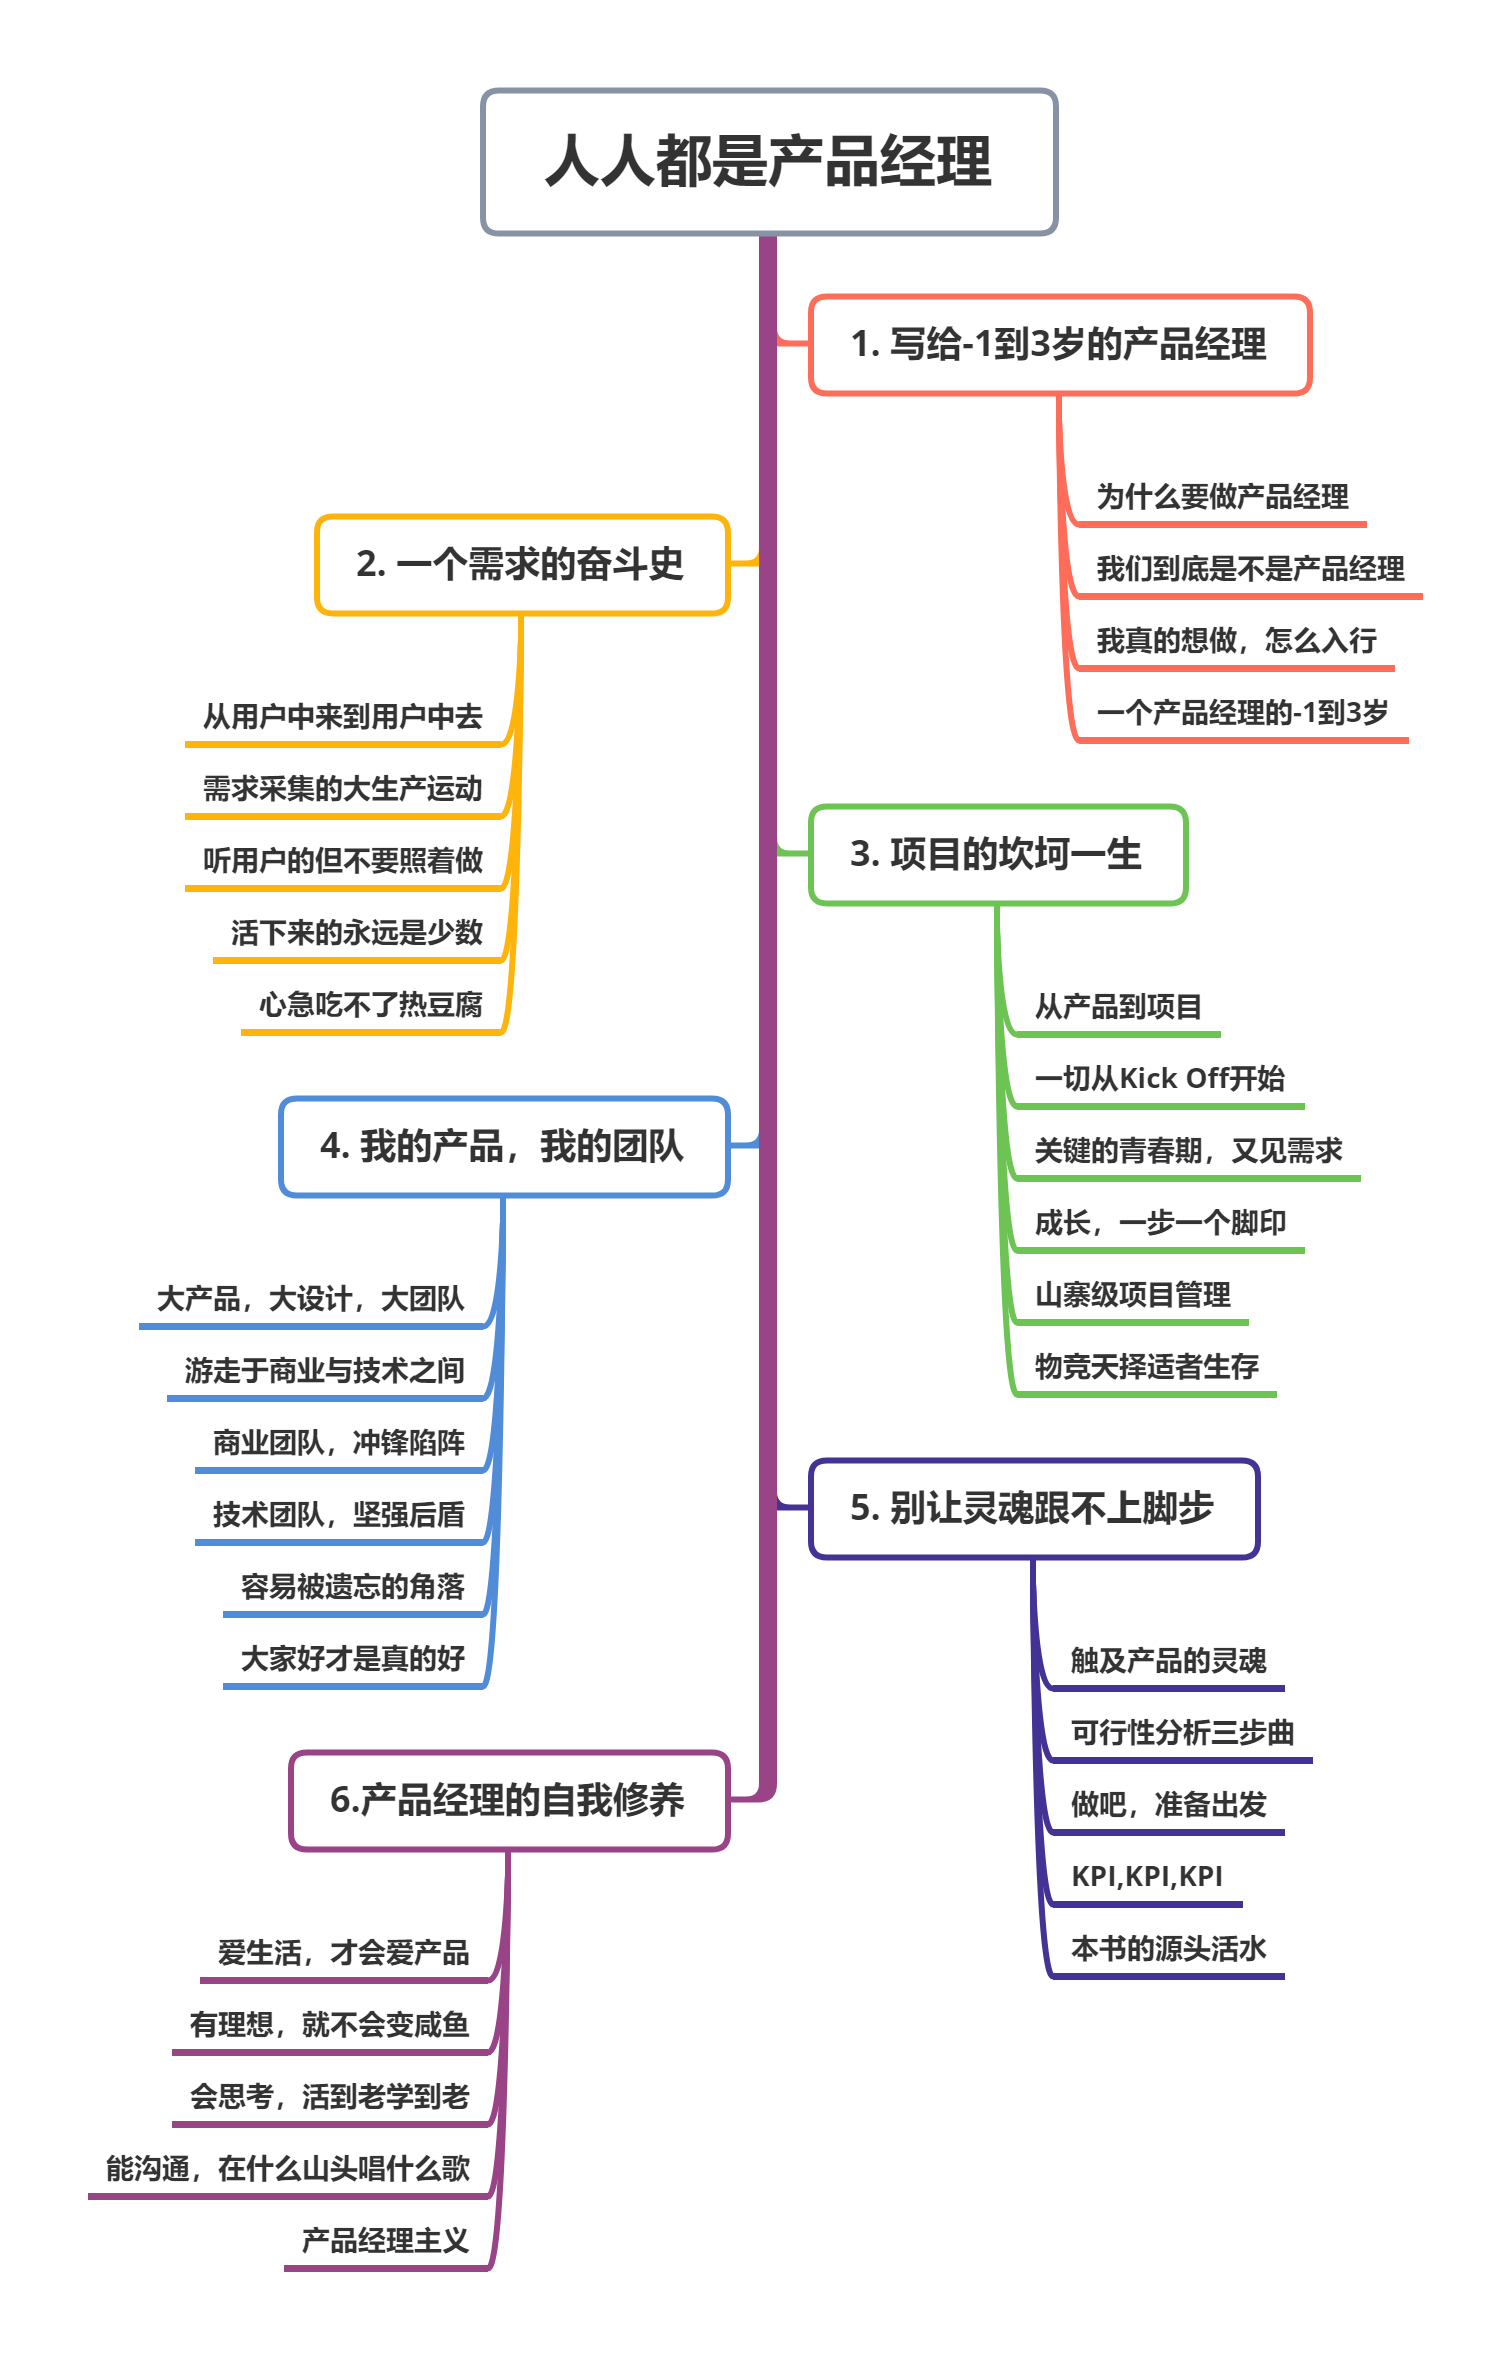 人人都是产品经理
1. 写给-1到3岁的产品经理
为什么要做产品经理
我们到底是不是产品经理
我真的想做，怎么入行
一个产品经理的-1到3岁
2. 一个需求的奋斗史
从用户中来到用户中去
需求采集的大生产运动
听用户的但不要照着做
活下来的永远是少数
心急吃不了热豆腐
3. 项目的坎坷一生
从产品到项目
一切从Kick Off开始
关键的青春期，又见需求
成长，一步一个脚印
山寨级项目管理
物竞天择适者生存
4. 我的产品，我的团队
大产品，大设计，大团队
游走于商业与技术之间
商业团队，冲锋陷阵
技术团队，坚强后盾
容易被遗忘的角落
大家好才是真的好
5. 别让灵魂跟不上脚步
触及产品的灵魂
可行性分析三步曲
做吧，准备出发
KPI,KPI,KPI
本书的源头活水
6.产品经理的自我修养
爱生活，才会爱产品
有理想，就不会变咸鱼
会思考，活到老学到老
能沟通，在什么山头唱什么歌
产品经理主义